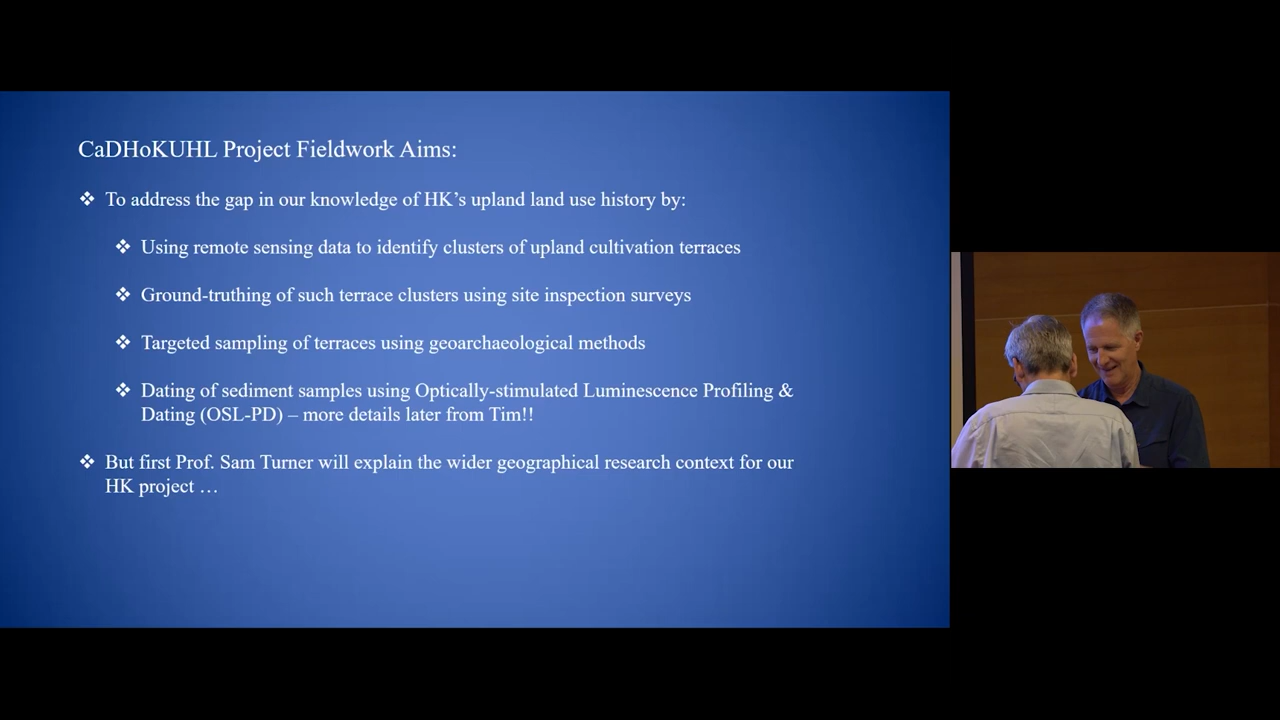 CaDHoKUHL Project Fieldwork Aims:
❖ To address the gap in our knowledge of HK’s upland land use history by:
❖ Using remote sensing data to identify clusters of upland cultivation terraces
❖ Ground-truthing of such terrace clusters using site inspection surveys
❖ Targeted sampling of terraces using geoarchaeological methods
❖ Dating of sediment samples using Optically-stimulated Luminescence Profiling &
Dating (OSL-PD) – more details later from Tim!!
❖ But first Prof. Sam Turner will explain the wider geographical research context for our
HK project …